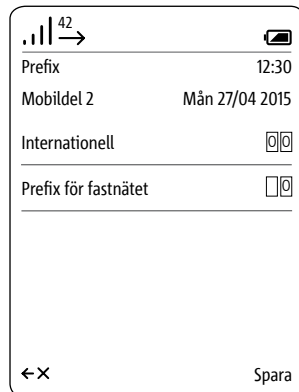 42
Prefix 12:30
Mobildel 2 Mån 27/04 2015
Internationell 00
Prefix för fastnätet 0
Spara